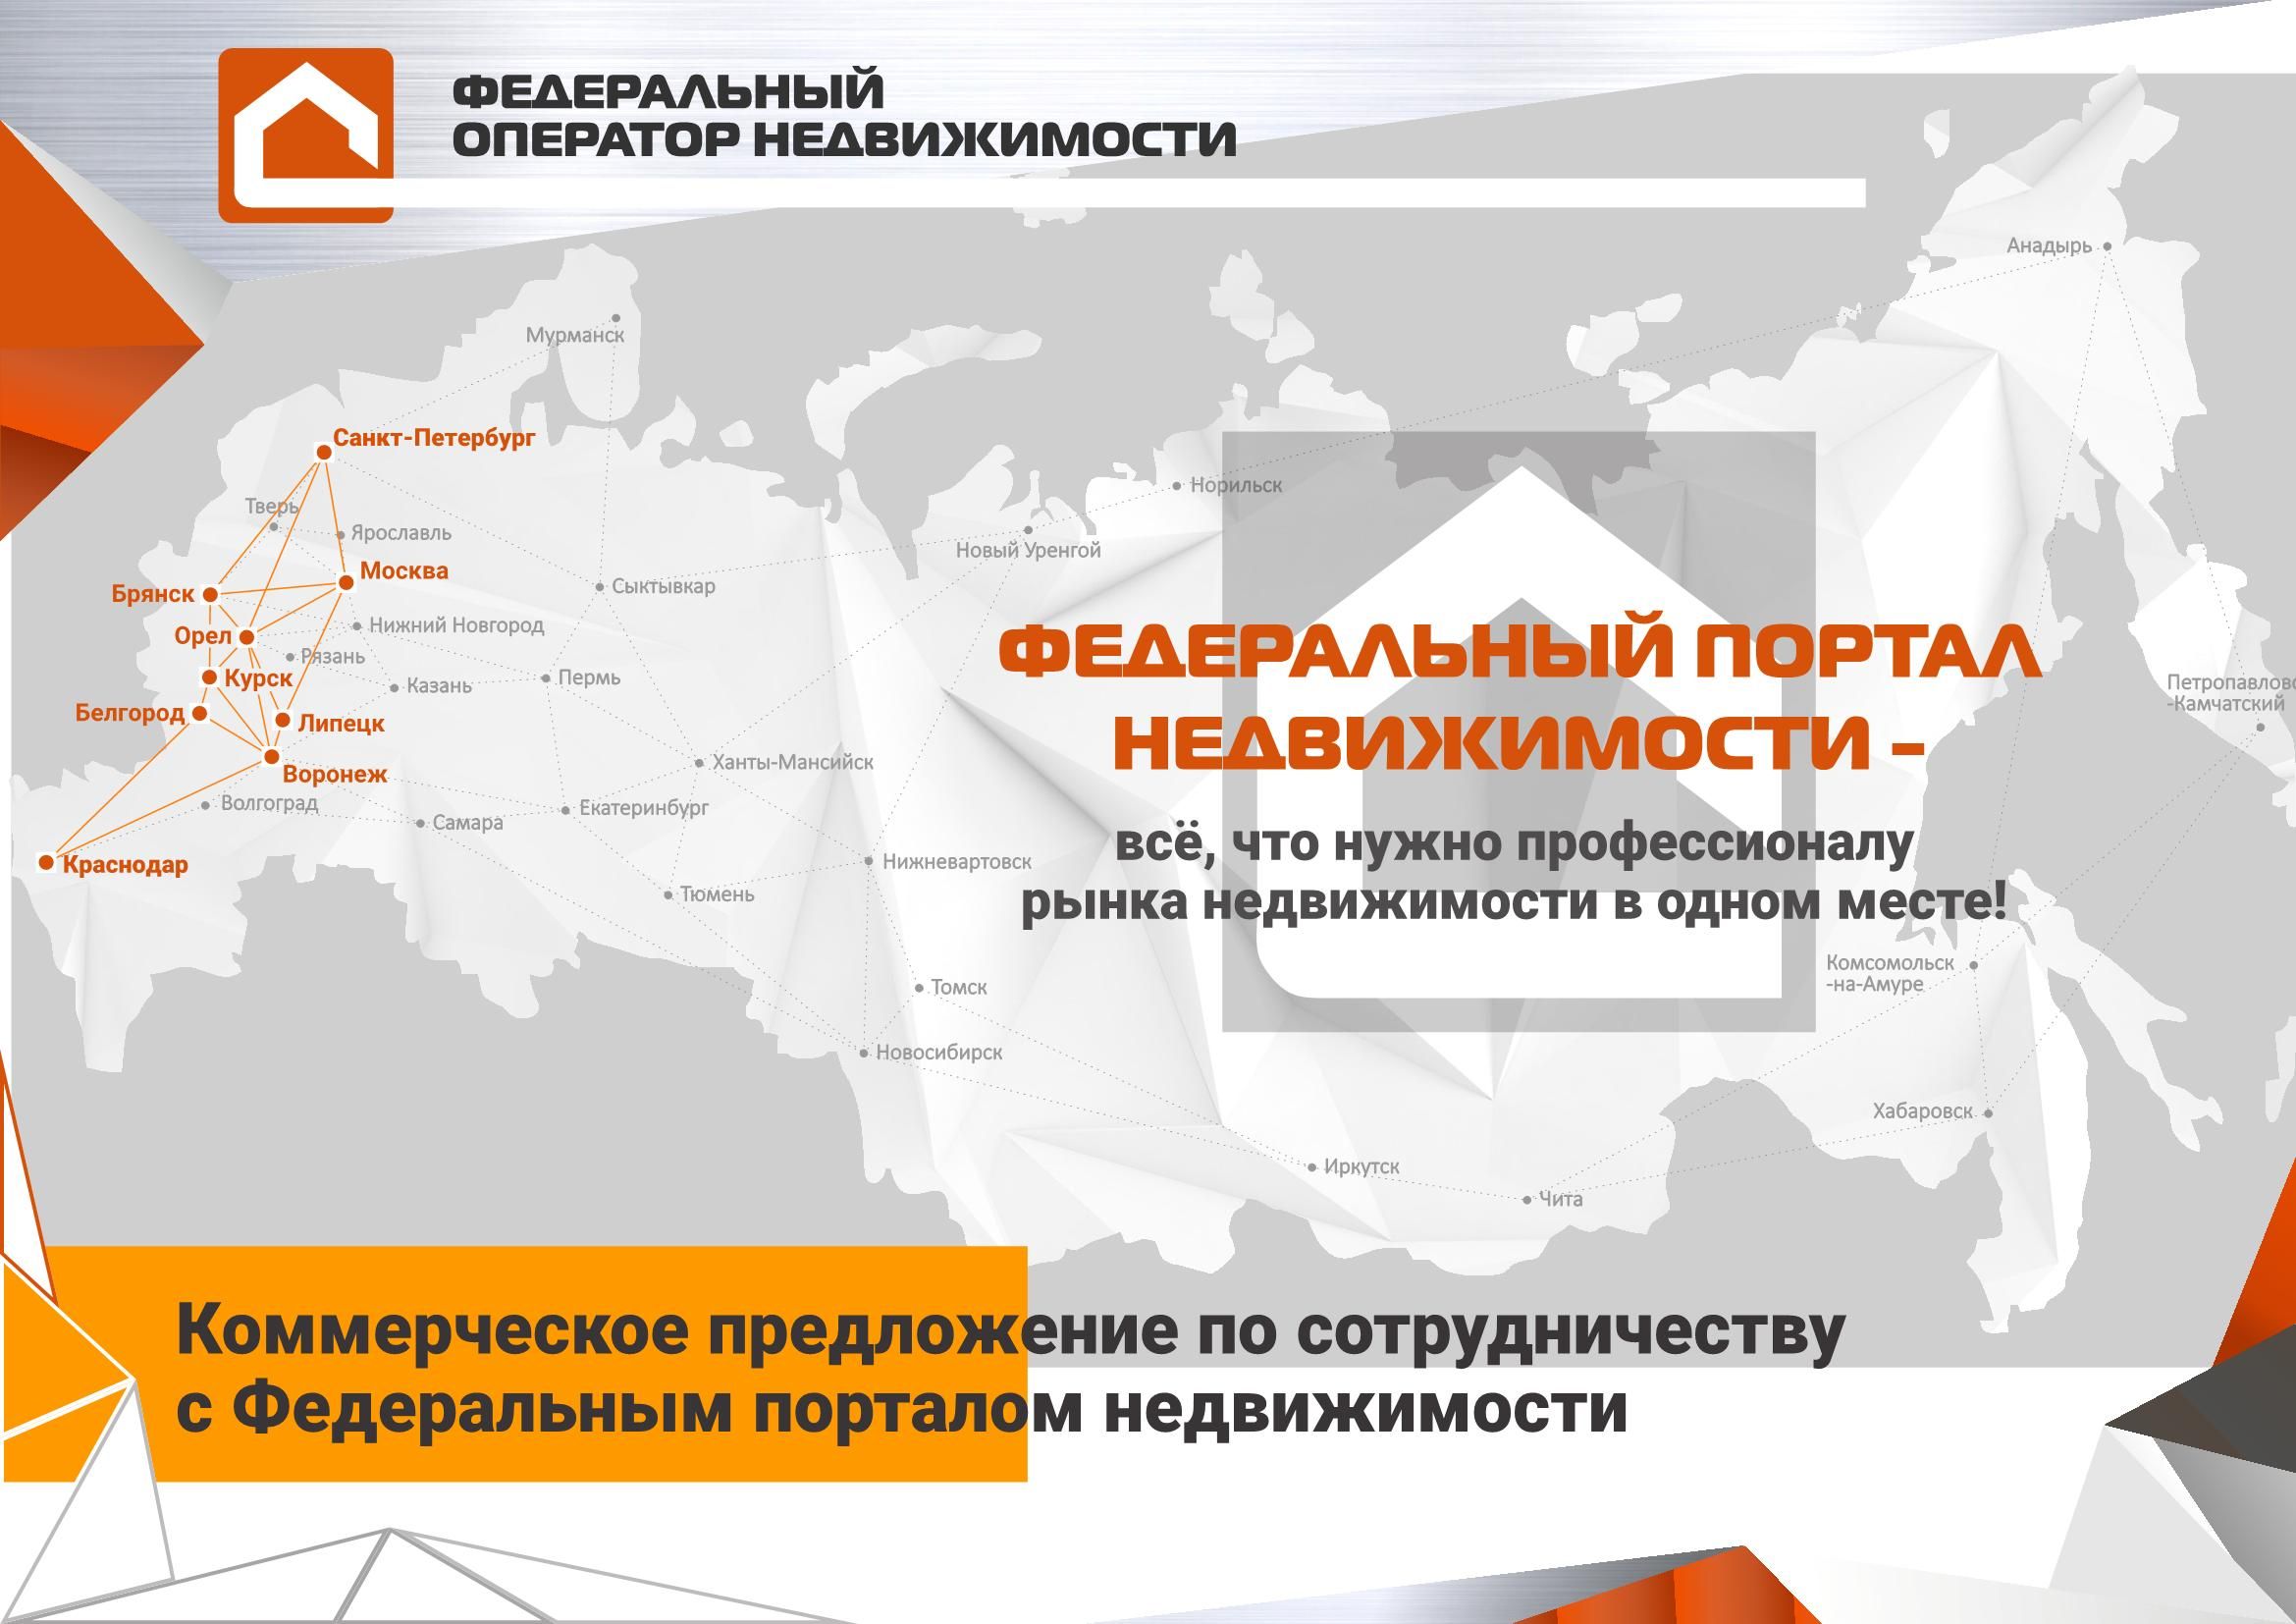 ФЕДЕРАЛЬНЫЙ
ОПЕРАТОР НЕДВИЖИМОСТИ
Анадырь
Мурманск
Санкт-Петербург
Норильск
Тверь
Ярославль
Новый Уренгой
Москва
Сыктывкар
Брянск
Нижний Новгород
Орел
Рязань
Курск
Казань
Пермь
Белгород
Липецк
Ханты-Мансийск
Воронеж
Волгоград
Самара
Екатеринбург
Краснодар
Нижневартовск
Тюмень
Томск
Новосибирск
Иркутск
Чита
Петропавловс
-Камчатский
Комсомольск
-на-Амуре
Хабаровск
ФЕДЕРАЛЬНЫЙ ПОРТАЛ
НЕДВИЖИМОСТИ –
всё, что нужно профессионалу
рынка недвижимости в одном месте!
Коммерческое предложение по сотрудничеству
с Федеральным порталом недвижимости